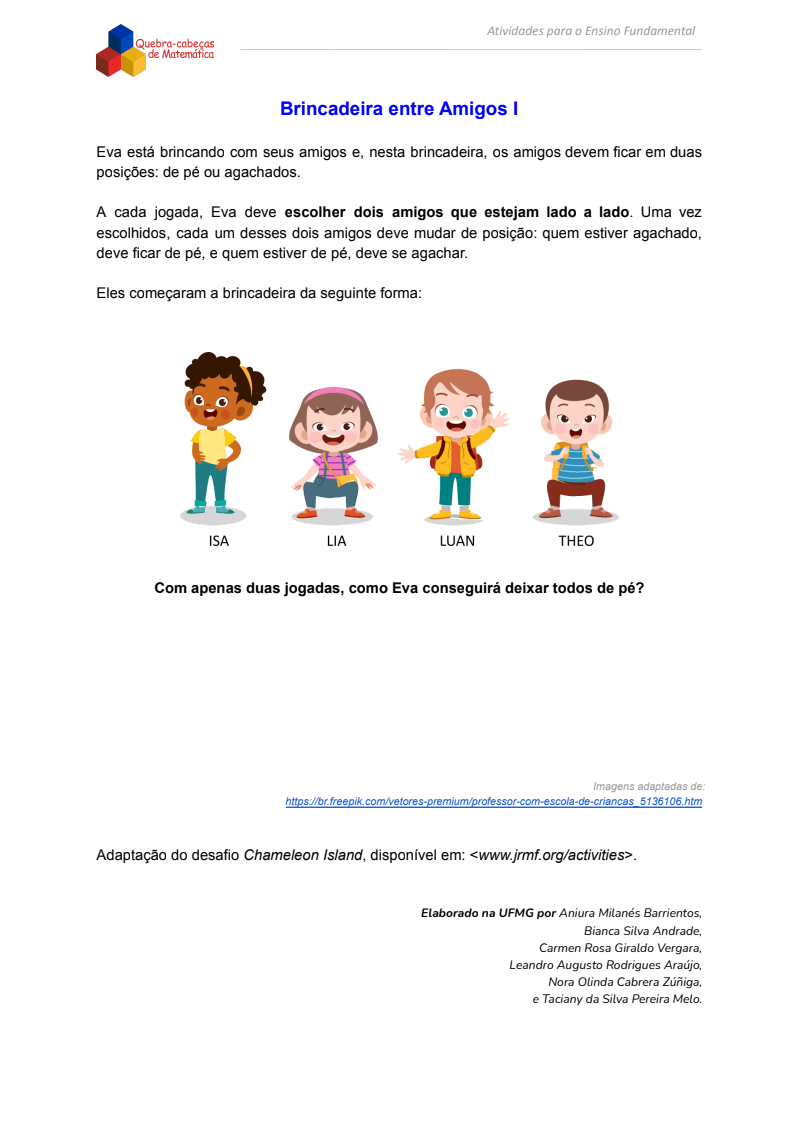 Quebra-cabeças
de Matemática
Atividades para o Ensino Fundamental
Brincadeira entre Amigos I
Eva está brincando com seus amigos e, nesta brincadeira, os amigos devem ficar em duas
posições: de pé ou agachados.
A cada jogada, Eva deve escolher dois amigos que estejam lado a lado. Uma vez
escolhidos, cada um desses dois amigos deve mudar de posição: quem estiver agachado,
deve ficar de pé, e quem estiver de pé, deve se agachar.
Eles começaram a brincadeira da seguinte forma:
ISA LIA LUAN THEO
Com apenas duas jogadas, como Eva conseguirá deixar todos de pé?
Imagens adaptadas de:
https://br.freepik.com/vetores-premium/professor-com-escola-de-criancas_5136106.htm
Adaptação do desafio Chameleon Island, disponível em: <www.jrmf.org/activities>.
Elaborado na UFMG por Aniura Milanés Barrientos,
Bianca Silva Andrade,
Carmen Rosa Giraldo Vergara,
Leandro Augusto Rodrigues Araújo,
Nora Olinda Cabrera Zúñiga,
e Taciany da Silva Pereira Melo.